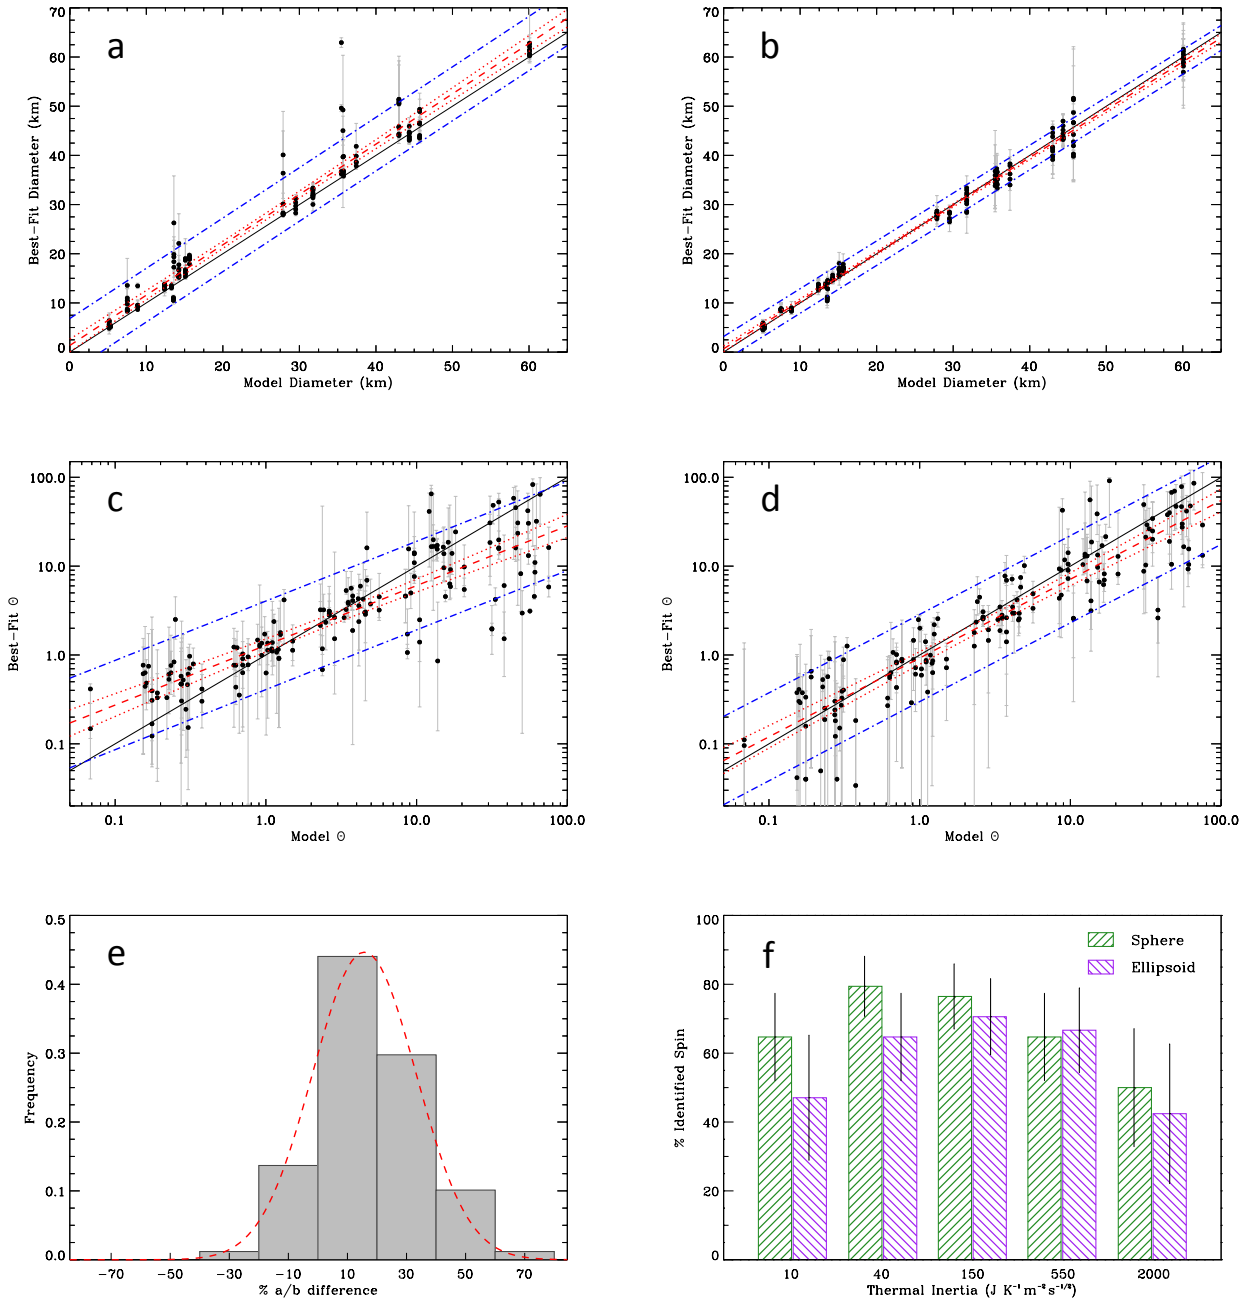 a
70
60
50
40
30
20
10
0
Best-Fit Diameter (km)
0 10 20 30 40 50 60
Model Diameter (km)
b
70
60
50
40
30
20
10
0
Best-Fit Diameter (km)
0 10 20 30 40 50 60
Model Diameter (km)
c
100.0
10.0
1.0
0.1
Best-Fit Θ
0.1 1.0 10.0 100.0
Model Θ
d
100.0
10.0
1.0
0.1
Best-Fit Θ
0.1 1.0 10.0 100.0
Model Θ
e
0.5
0.4
0.3
0.2
0.1
0.0
Frequency
-70 -50 -30 -10 10 30 50 70
% a/b difference
f
Sphere
Ellipsoid
100
80
60
40
20
0
% Identified Spin
10 40 150 550 2000
Thermal Inertia (J K⁻¹ m⁻² s⁻¹/²)